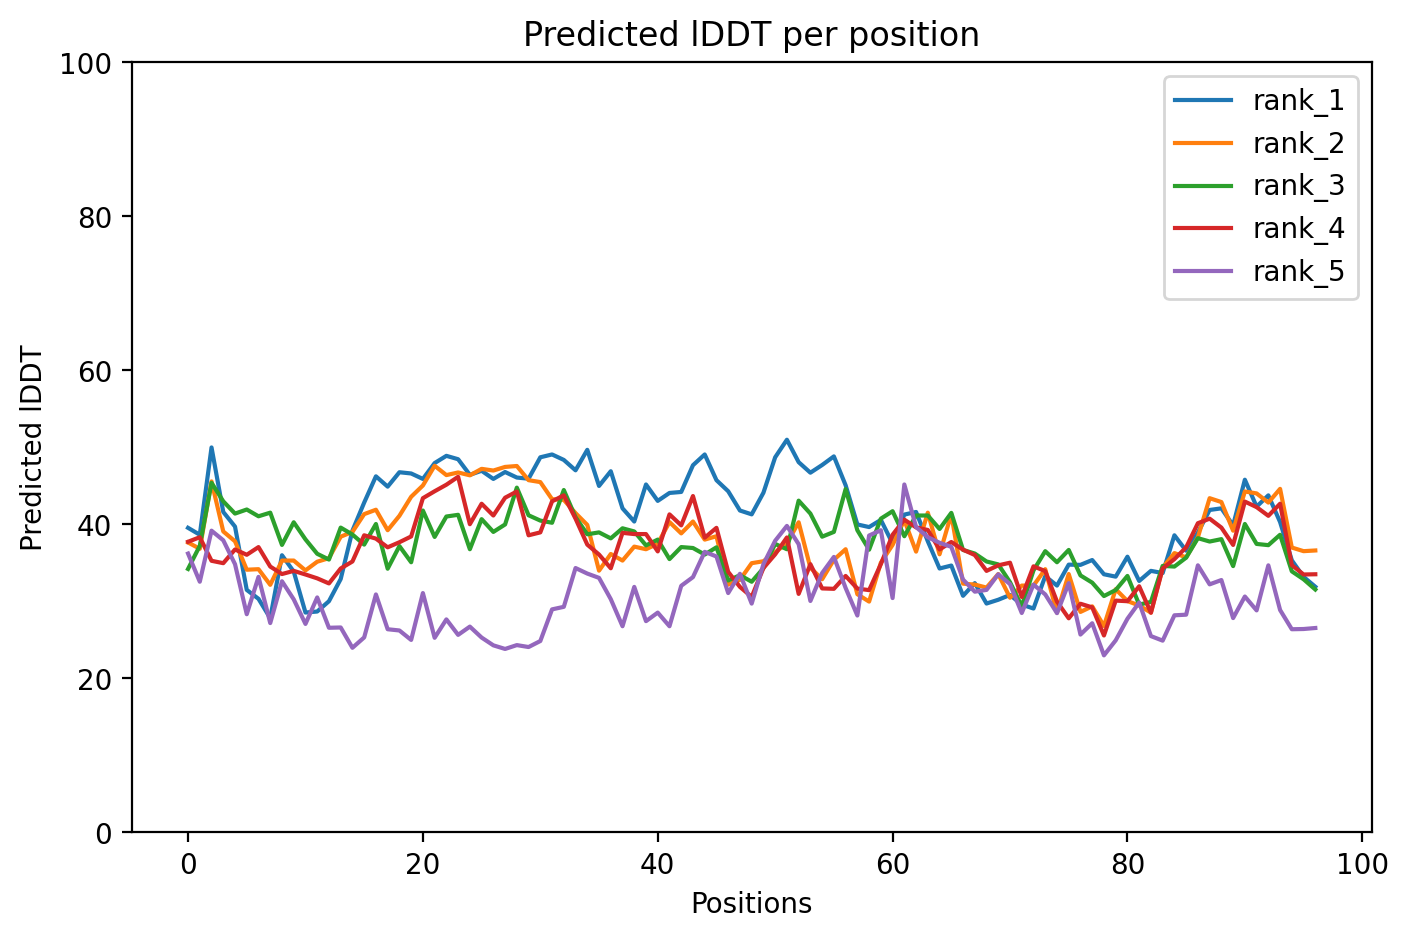 Predicted lDDT per position
100
80
60
40
20
0
Predicted lDDT
0 20 40 60 80 100
Positions
rank_1
rank_2
rank_3
rank_4
rank_5